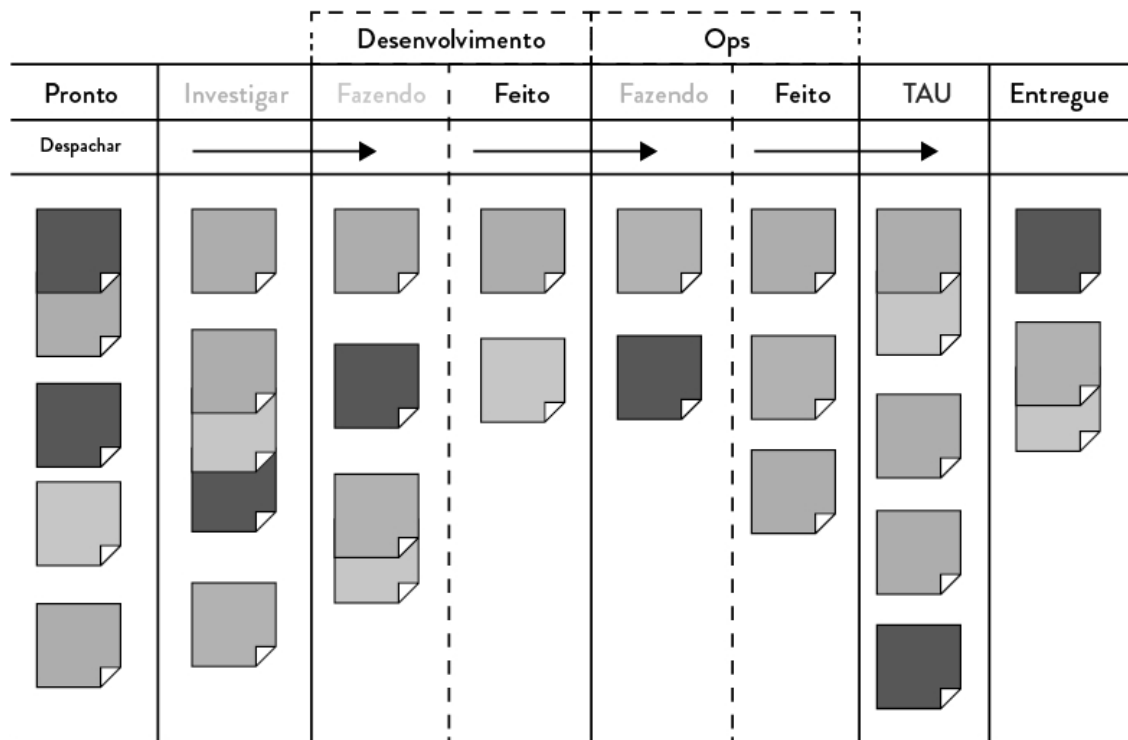 Desenvolvimento Ops
Pronto Investigar Fazendo Feito Fazendo Feito TAU Entregue
Despachar